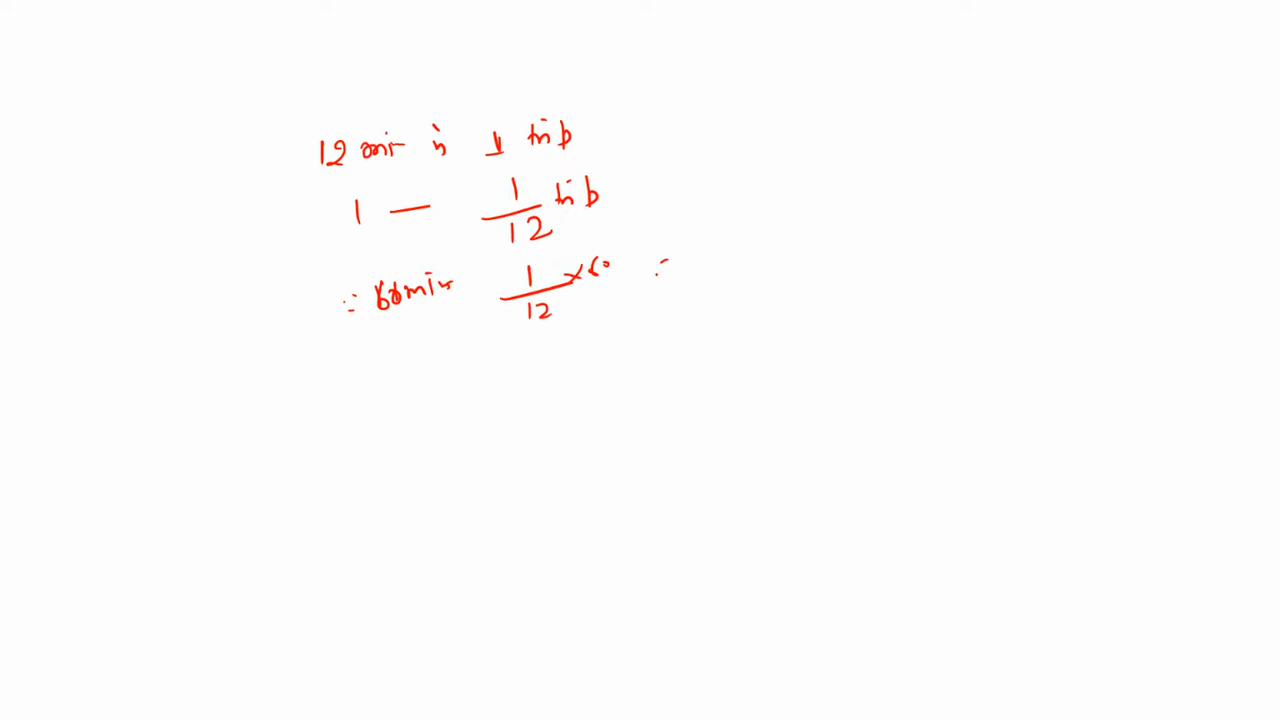 12 min is 1 trip
1 — 1/12 trip
∴ 60 min 1/12 × 60 =